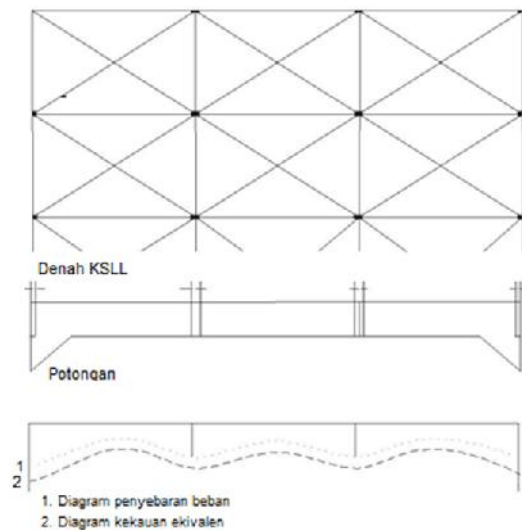 Denah KSLL
Potongan
1
2
1. Diagram penyebaran beban
2. Diagram kekauan ekivalen